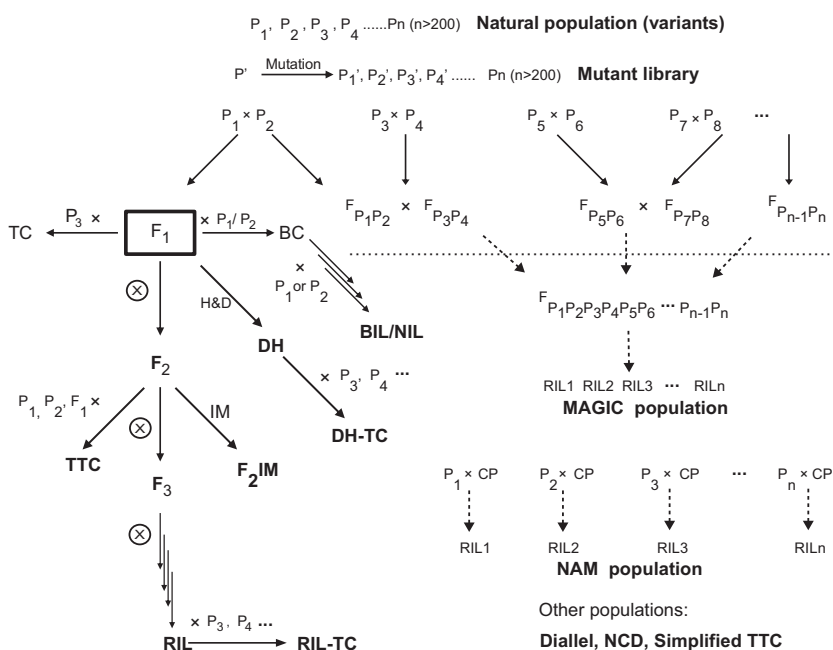 P1, P2, P3, P4 ......Pn (n>200) Natural population (variants)
P' Mutation P1', P2', P3', P4' ...... Pn (n>200) Mutant library
P1 × P2 P3 × P4 P5 × P6 P7 × P8 ...
FP1P2 × FP3P4 FP5P6 × FP7P8 FPn-1Pn
TC P3 × F1 × P1/ P2 BC
× P1 or P2
H&D
BIL/NIL
FP1P2P3P4P5P6 ... Pn-1Pn
DH
F2
× P3, P4 ...
RIL1 RIL2 RIL3 ... RILn
MAGIC population
P1, P2, F1 × IM
DH-TC
TTC F2IM
F3
P1 × CP P2 × CP P3 × CP ... Pn × CP
RIL1 RIL2 RIL3 RILn
NAM population
Other populations:
× P3, P4 ...
RIL RIL-TC
Diallel, NCD, Simplified TTC